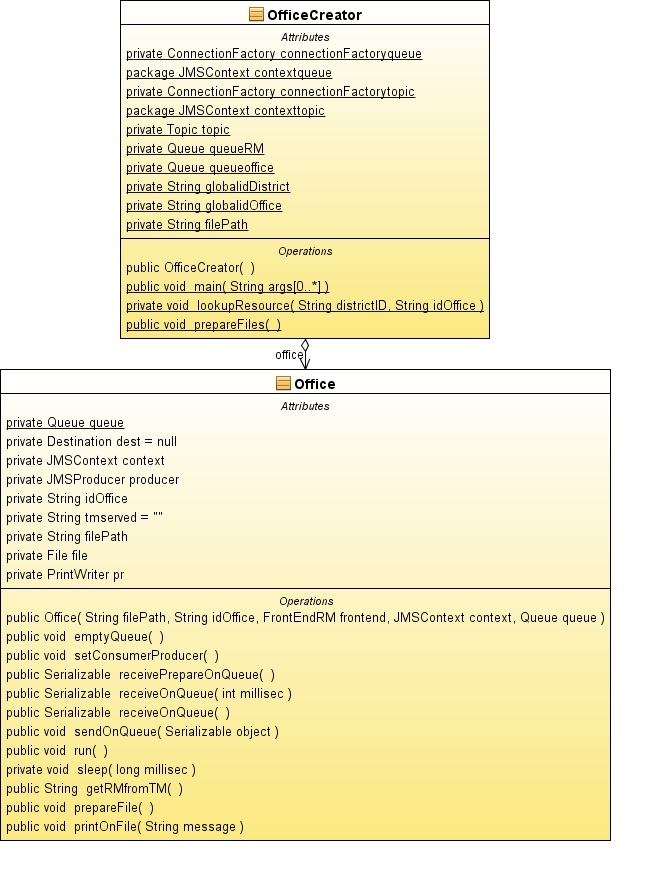 OfficeCreator
Attributes
private ConnectionFactory connectionFactoryqueue
package JMSContext contextqueue
private ConnectionFactory connectionFactorytopic
package JMSContext contexttopic
private Topic topic
private Queue queueRM
private Queue queueoffice
private String globalidDistrict
private String globalidOffice
private String filePath
Operations
public OfficeCreator( )
public void main( String args[0..*] )
private void lookupResource( String districtID, String idOffice )
public void prepareFiles( )
office
Office
Attributes
private Queue queue
private Destination dest = null
private JMSContext context
private JMSProducer producer
private String idOffice
private String tmserved = ""
private String filePath
private File file
private PrintWriter pr
Operations
public Office( String filePath, String idOffice, FrontEndRM frontend, JMSContext context, Queue queue )
public void emptyQueue( )
public void setConsumerProducer( )
public Serializable receivePrepareOnQueue( )
public Serializable receiveOnQueue( int millisec )
public Serializable receiveOnQueue( )
public void sendOnQueue( Serializable object )
public void run( )
private void sleep( long millisec )
public String getRMfromTM( )
public void prepareFile( )
public void printOnFile( String message )